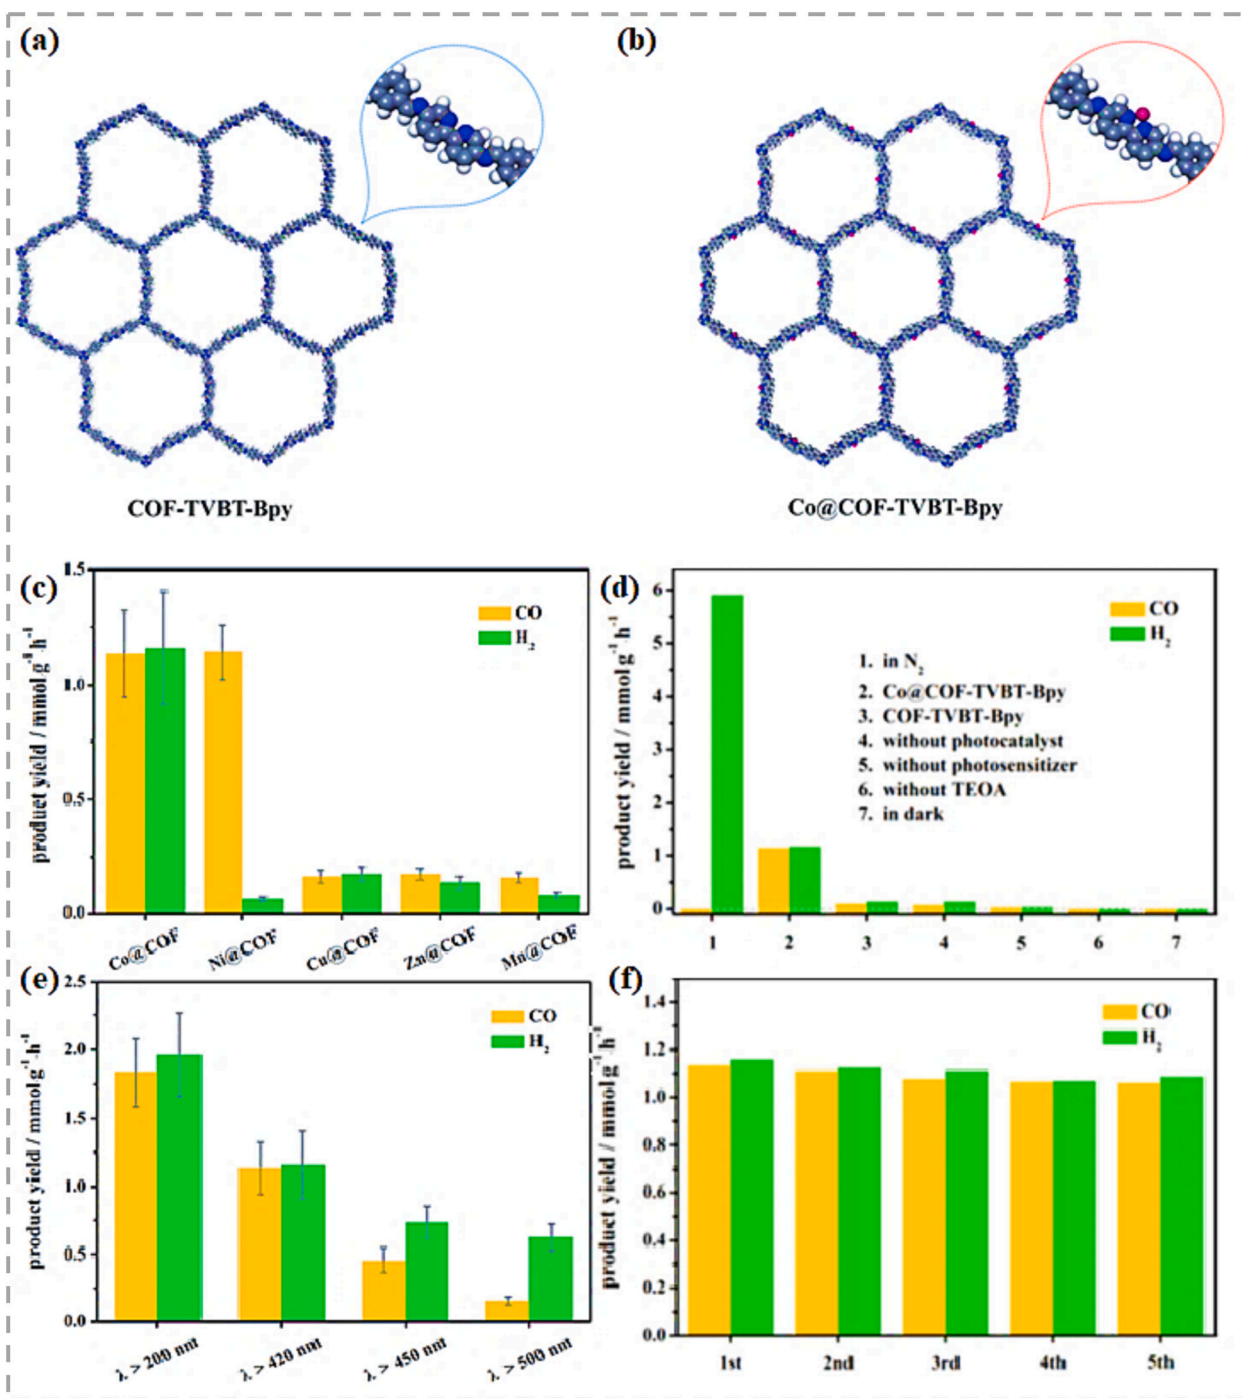 (a)
(b)
COF-TVBT-Bpy
Co@COF-TVBT-Bpy
(c)
product yield / mmol·g⁻¹·h⁻¹
1.5
1.0
0.5
0.0
CO
H₂
Co@COF
Ni@COF
Cu@COF
Zn@COF
Mn@COF
(d)
product yield / mmol·g⁻¹·h⁻¹
6
5
4
3
2
1
0
CO
H₂
1. in N₂
2. Co@COF-TVBT-Bpy
3. COF-TVBT-Bpy
4. without photocatalyst
5. without photosensitizer
6. without TEOA
7. in dark
1 2 3 4 5 6 7
(e)
product yield / mmol·g⁻¹·h⁻¹
2.5
2.0
1.5
1.0
0.5
0.0
CO
H₂
λ > 200 nm
λ > 420 nm
λ > 450 nm
λ > 500 nm
(f)
product yield / mmol·g⁻¹·h⁻¹
1.4
1.2
1.0
0.8
0.6
0.4
0.2
0.0
CO
H₂
1st 2nd 3rd 4th 5th